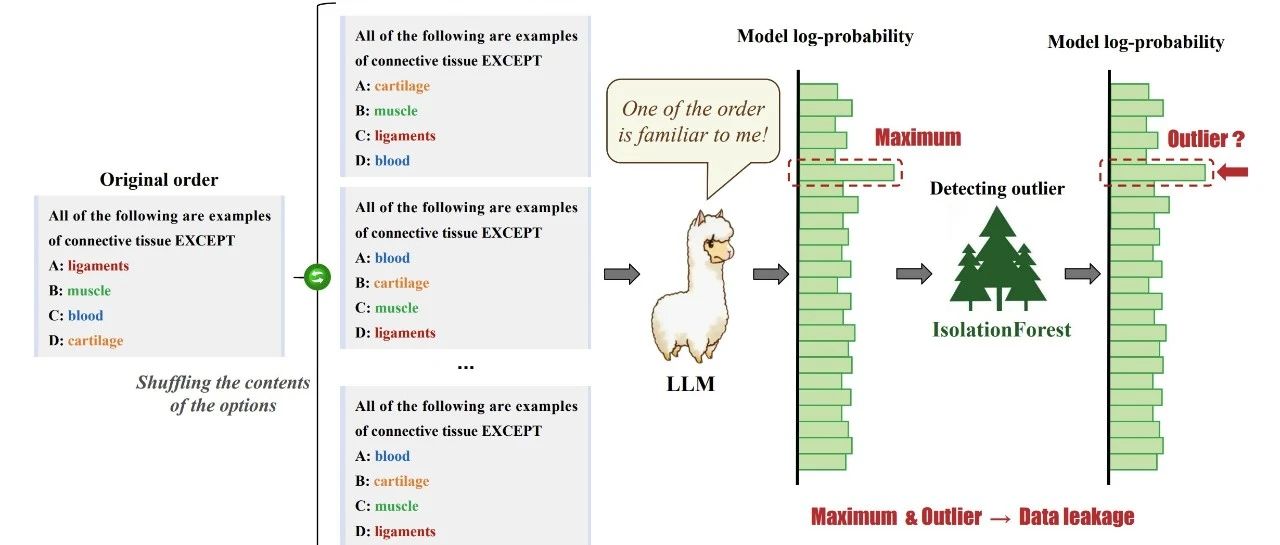 Original order
All of the following are examples
of connective tissue EXCEPT
A: ligaments
B: muscle
C: blood
D: cartilage
Shuffling the contents
of the options
All of the following are examples
of connective tissue EXCEPT
A: cartilage
B: muscle
C: ligaments
D: blood
All of the following are examples
of connective tissue EXCEPT
A: blood
B: cartilage
C: muscle
D: ligaments
...
All of the following are examples
of connective tissue EXCEPT
A: blood
B: cartilage
C: muscle
D: ligaments
One of the order
is familiar to me!
LLM
Model log-probability
Maximum
Detecting outlier
IsolationForest
Model log-probability
Outlier ?
Maximum & Outlier → Data leakage